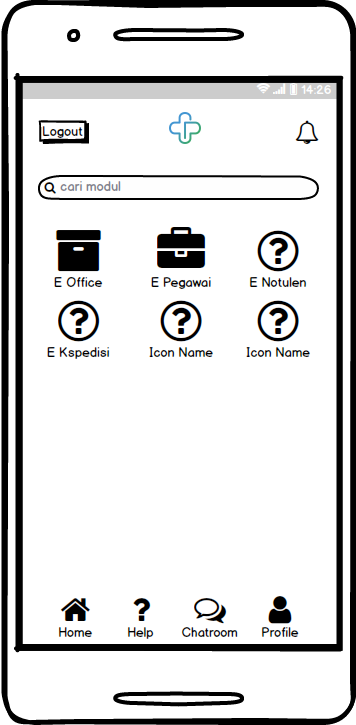 14:26
Logout
cari modul
E Office
E Pegawai
E Notulen
E Kspedisi
Icon Name
Icon Name
Home
Help
Chatroom
Profile